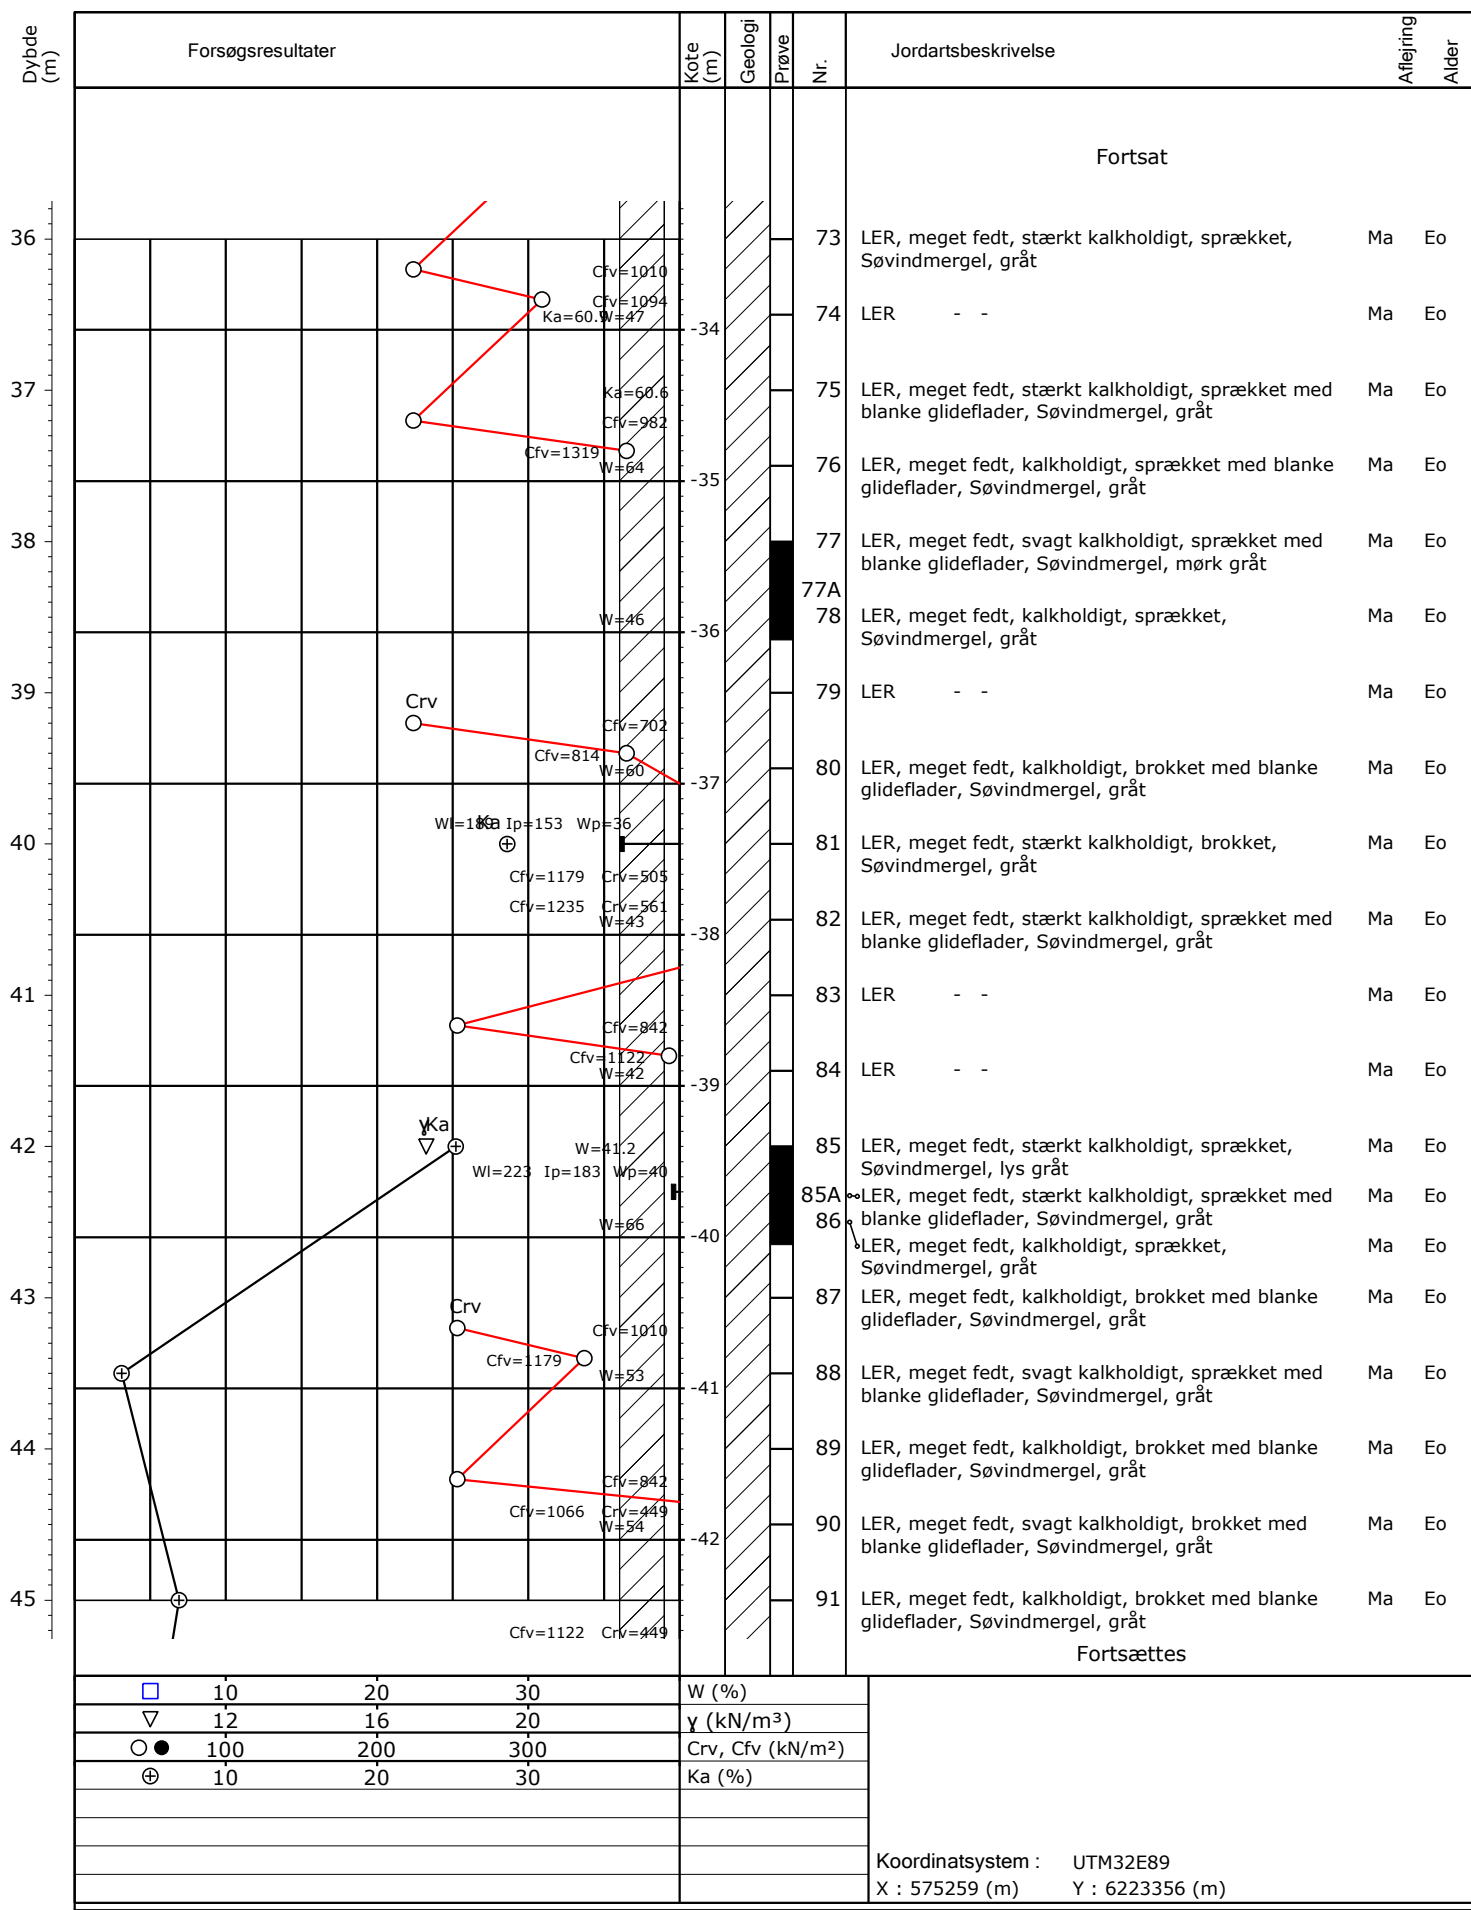 Dybde (m)
Forsøgsresultater
Kote (m)
Geologi
Prøve
Nr.
Jordartsbeskrivelse
Aflejring
Alder
Fortsat
36
73 LER, meget fedt, stærkt kalkholdigt, sprækket, Ma Eo
Søvindmergel, gråt
Cfv=1010
Cfv=1094
Ka=60.9 W=47
-34
74 LER - - Ma Eo
37
Ka=60.6
75 LER, meget fedt, stærkt kalkholdigt, sprækket med Ma Eo
blanke glideflader, Søvindmergel, gråt
Cfv=982
Cfv=1319
W=64
76 LER, meget fedt, kalkholdigt, sprækket med blanke Ma Eo
glideflader, Søvindmergel, gråt
-35
38
77 LER, meget fedt, svagt kalkholdigt, sprækket med Ma Eo
blanke glideflader, Søvindmergel, mørk gråt
77A
W=46
78 LER, meget fedt, kalkholdigt, sprækket, Ma Eo
Søvindmergel, gråt
-36
39
Crv
79 LER - - Ma Eo
Cfv=702
Cfv=814
W=60
80 LER, meget fedt, kalkholdigt, brokket med blanke Ma Eo
glideflader, Søvindmergel, gråt
-37
Wl=189 Ka Ip=153 Wp=36
40
81 LER, meget fedt, stærkt kalkholdigt, brokket, Ma Eo
Søvindmergel, gråt
Cfv=1179 Crv=505
Cfv=1235 Crv=561
W=43
82 LER, meget fedt, stærkt kalkholdigt, sprækket med Ma Eo
blanke glideflader, Søvindmergel, gråt
-38
41
83 LER - - Ma Eo
Cfv=842
Cfv=1122
W=42
84 LER - - Ma Eo
-39
γ Ka
42
W=41.2
85 LER, meget fedt, stærkt kalkholdigt, sprækket, Ma Eo
Søvindmergel, lys gråt
Wl=223 Ip=183 Wp=40
85A LER, meget fedt, stærkt kalkholdigt, sprækket med Ma Eo
blanke glideflader, Søvindmergel, gråt
W=66
-40
86 LER, meget fedt, kalkholdigt, sprækket, Ma Eo
Søvindmergel, gråt
43
Crv
87 LER, meget fedt, kalkholdigt, brokket med blanke Ma Eo
glideflader, Søvindmergel, gråt
Cfv=1010
Cfv=1179
W=53
88 LER, meget fedt, svagt kalkholdigt, sprækket med Ma Eo
blanke glideflader, Søvindmergel, gråt
-41
44
89 LER, meget fedt, kalkholdigt, brokket med blanke Ma Eo
glideflader, Søvindmergel, gråt
Cfv=842
Cfv=1066 Crv=449
W=54
90 LER, meget fedt, svagt kalkholdigt, brokket med Ma Eo
blanke glideflader, Søvindmergel, gråt
-42
45
91 LER, meget fedt, kalkholdigt, brokket med blanke Ma Eo
glideflader, Søvindmergel, gråt
Cfv=1122 Crv=449
Fortsættes
10 20 30 W (%)
12 16 20 γ (kN/m³)
100 200 300 Crv, Cfv (kN/m²)
10 20 30 Ka (%)
Koordinatsystem : UTM32E89
X : 575259 (m) Y : 6223356 (m)